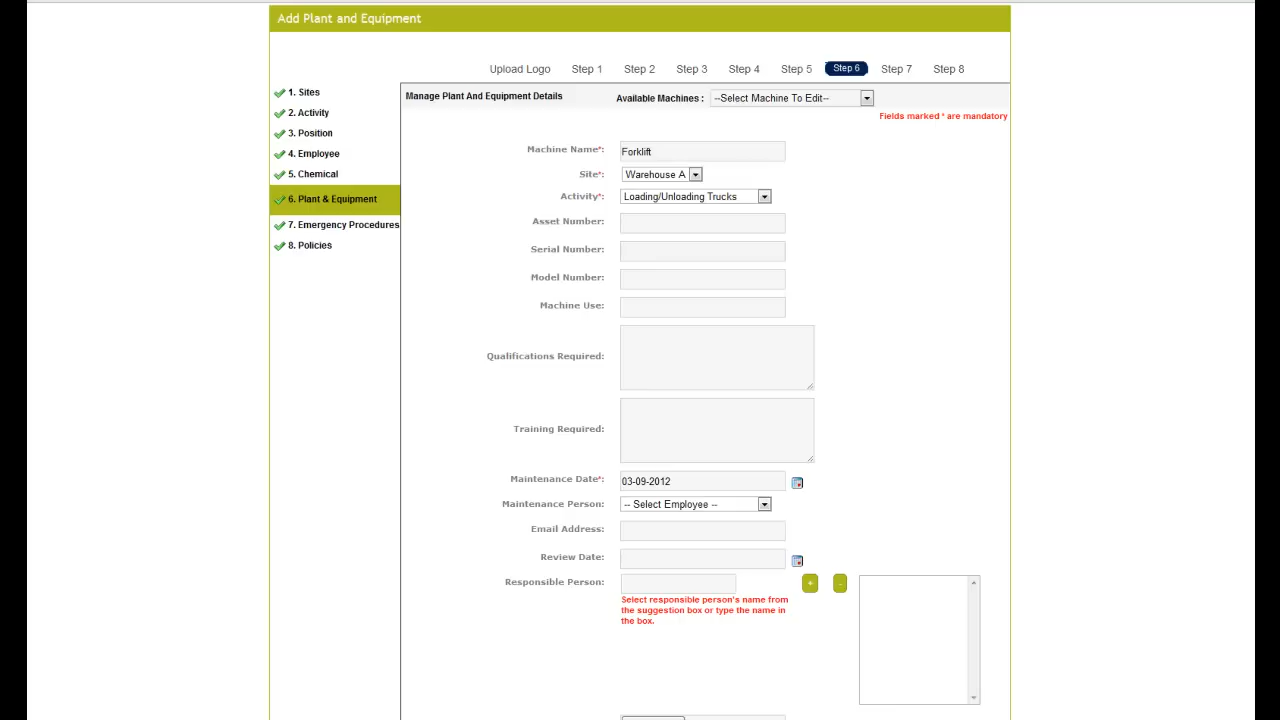 Add Plant and Equipment
Upload Logo Step 1 Step 2 Step 3 Step 4 Step 5 Step 6 Step 7 Step 8
1. Sites
2. Activity
3. Position
4. Employee
5. Chemical
6. Plant & Equipment
7. Emergency Procedures
8. Policies
Manage Plant And Equipment Details Available Machines : --Select Machine To Edit--
Fields marked * are mandatory
Machine Name*: Forklift
Site*: Warehouse A
Activity*: Loading/Unloading Trucks
Asset Number:
Serial Number:
Model Number:
Machine Use:
Qualifications Required:
Training Required:
Maintenance Date*: 03-09-2012
Maintenance Person: -- Select Employee --
Email Address:
Review Date:
Responsible Person: + -
Select responsible person's name from
the suggestion box or type the name in
the box.